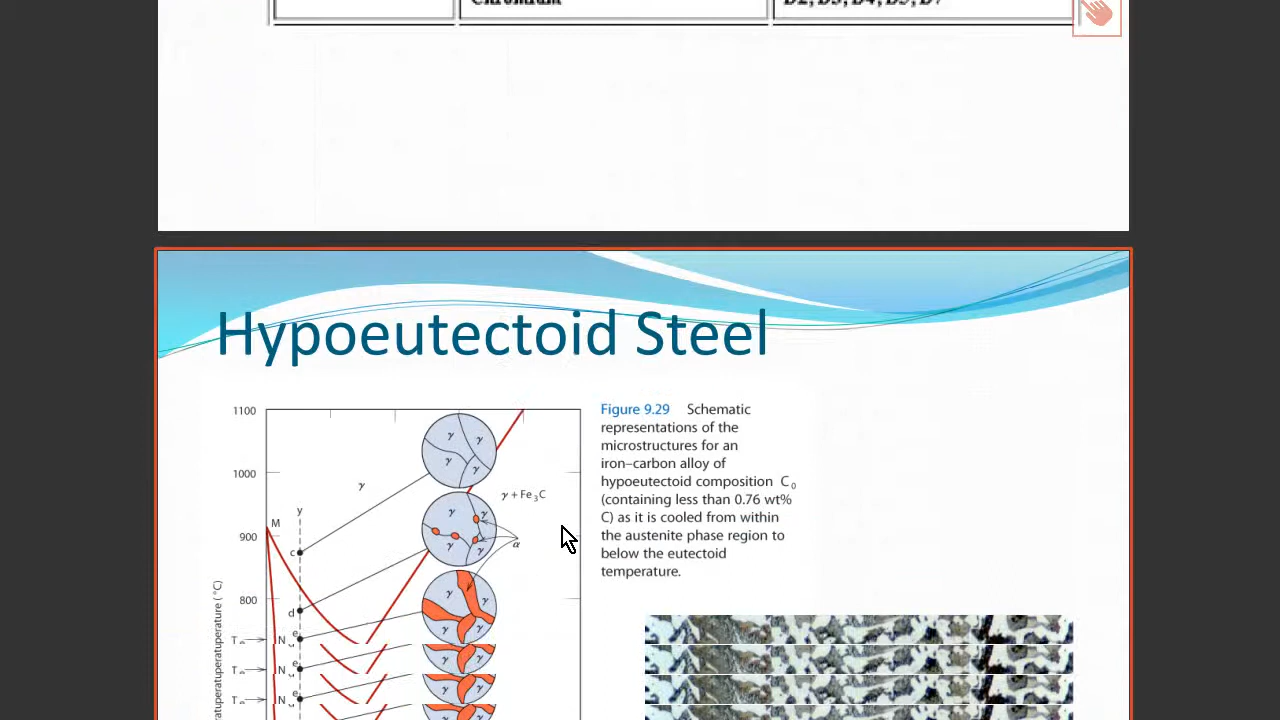 Chromium D2, D3, D4, D5, D7
Hypoeutectoid Steel
1100
1000
900
800
Temperature (°C)
γ
y
M
c
d
e
N
γ γ
γ γ
γ γ
γ γ
γ + Fe3C
α
γ γ
γ
T
N
e
T
N
e
T
Figure 9.29 Schematic
representations of the
microstructures for an
iron–carbon alloy of
hypoeutectoid composition C0
(containing less than 0.76 wt%
C) as it is cooled from within
the austenite phase region to
below the eutectoid
temperature.